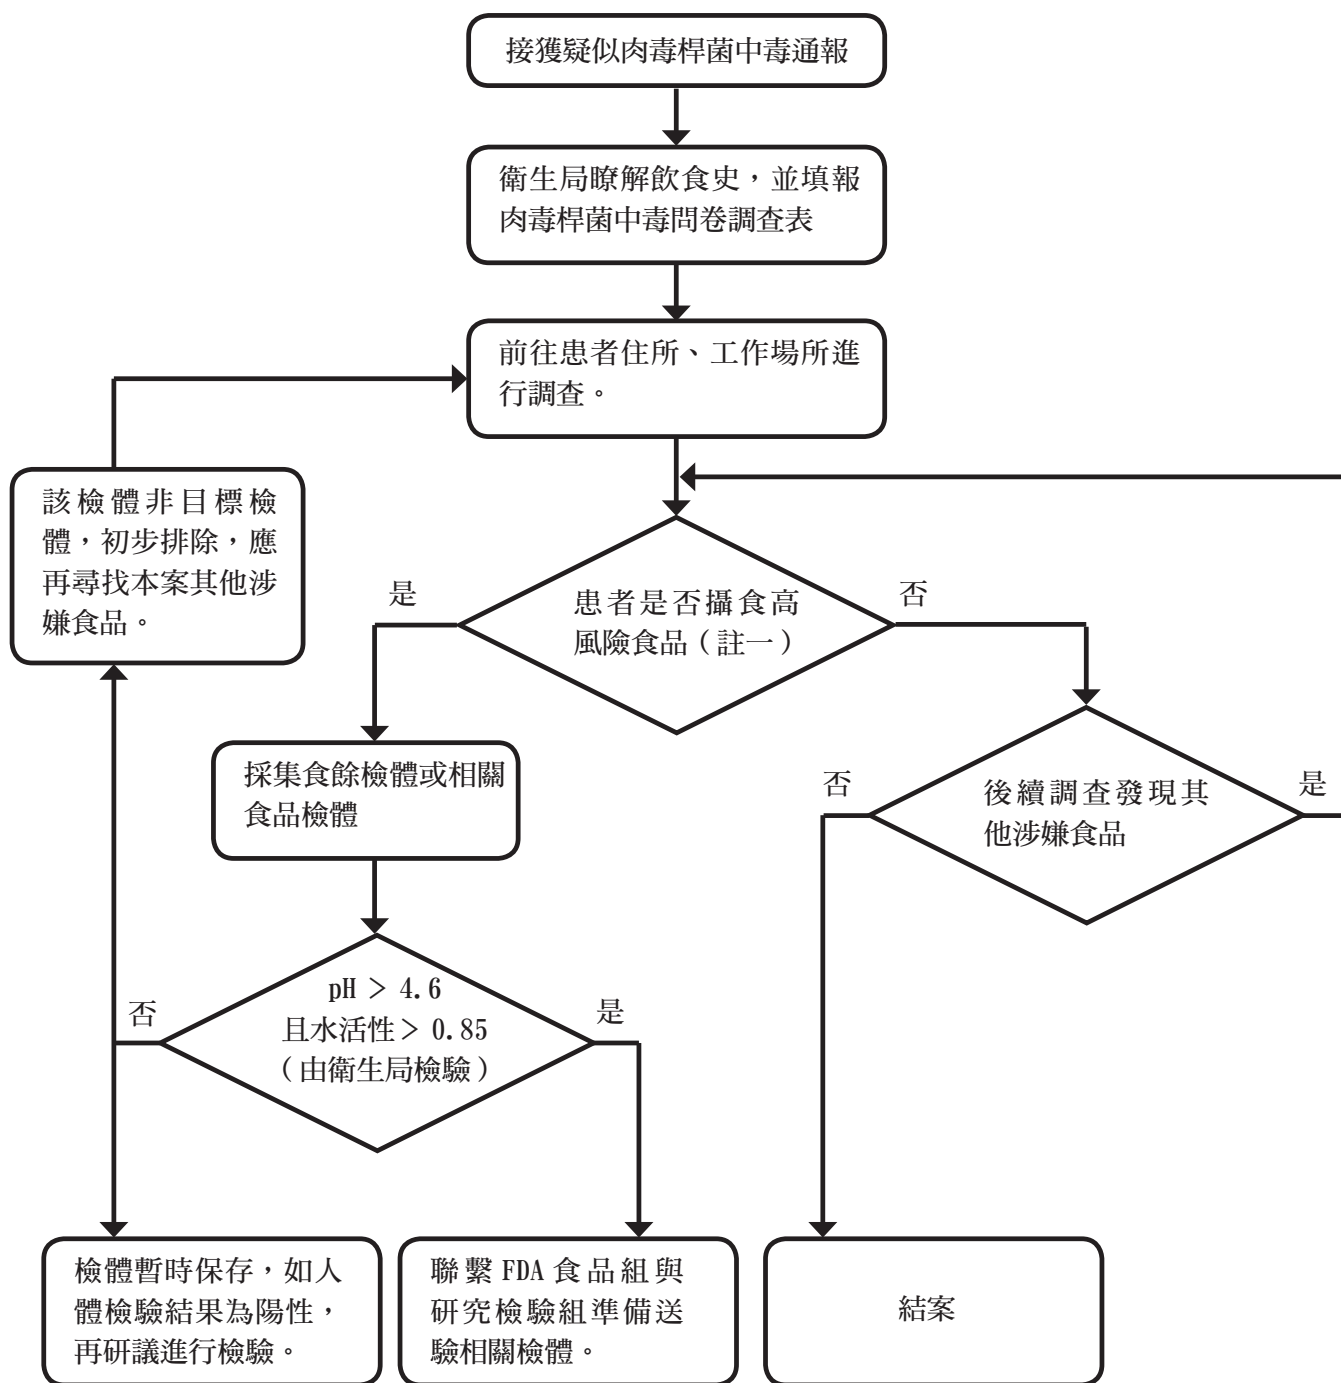 接獲疑似肉毒桿菌中毒通報
衛生局瞭解飲食史，並填報
肉毒桿菌中毒問卷調查表
前往患者住所、工作場所進
行調查。
該檢體非目標檢
體，初步排除，應
再尋找本案其他涉
嫌食品。
是
患者是否攝食高
風險食品（註一）
否
採集食餘檢體或相關
食品檢體
否
後續調查發現其
他涉嫌食品
是
否
pH > 4.6
且水活性> 0.85
（由衛生局檢驗）
是
檢體暫時保存，如人
體檢驗結果為陽性，
再研議進行檢驗。
聯繫 FDA 食品組與
研究檢驗組準備送
驗相關檢體。
結案